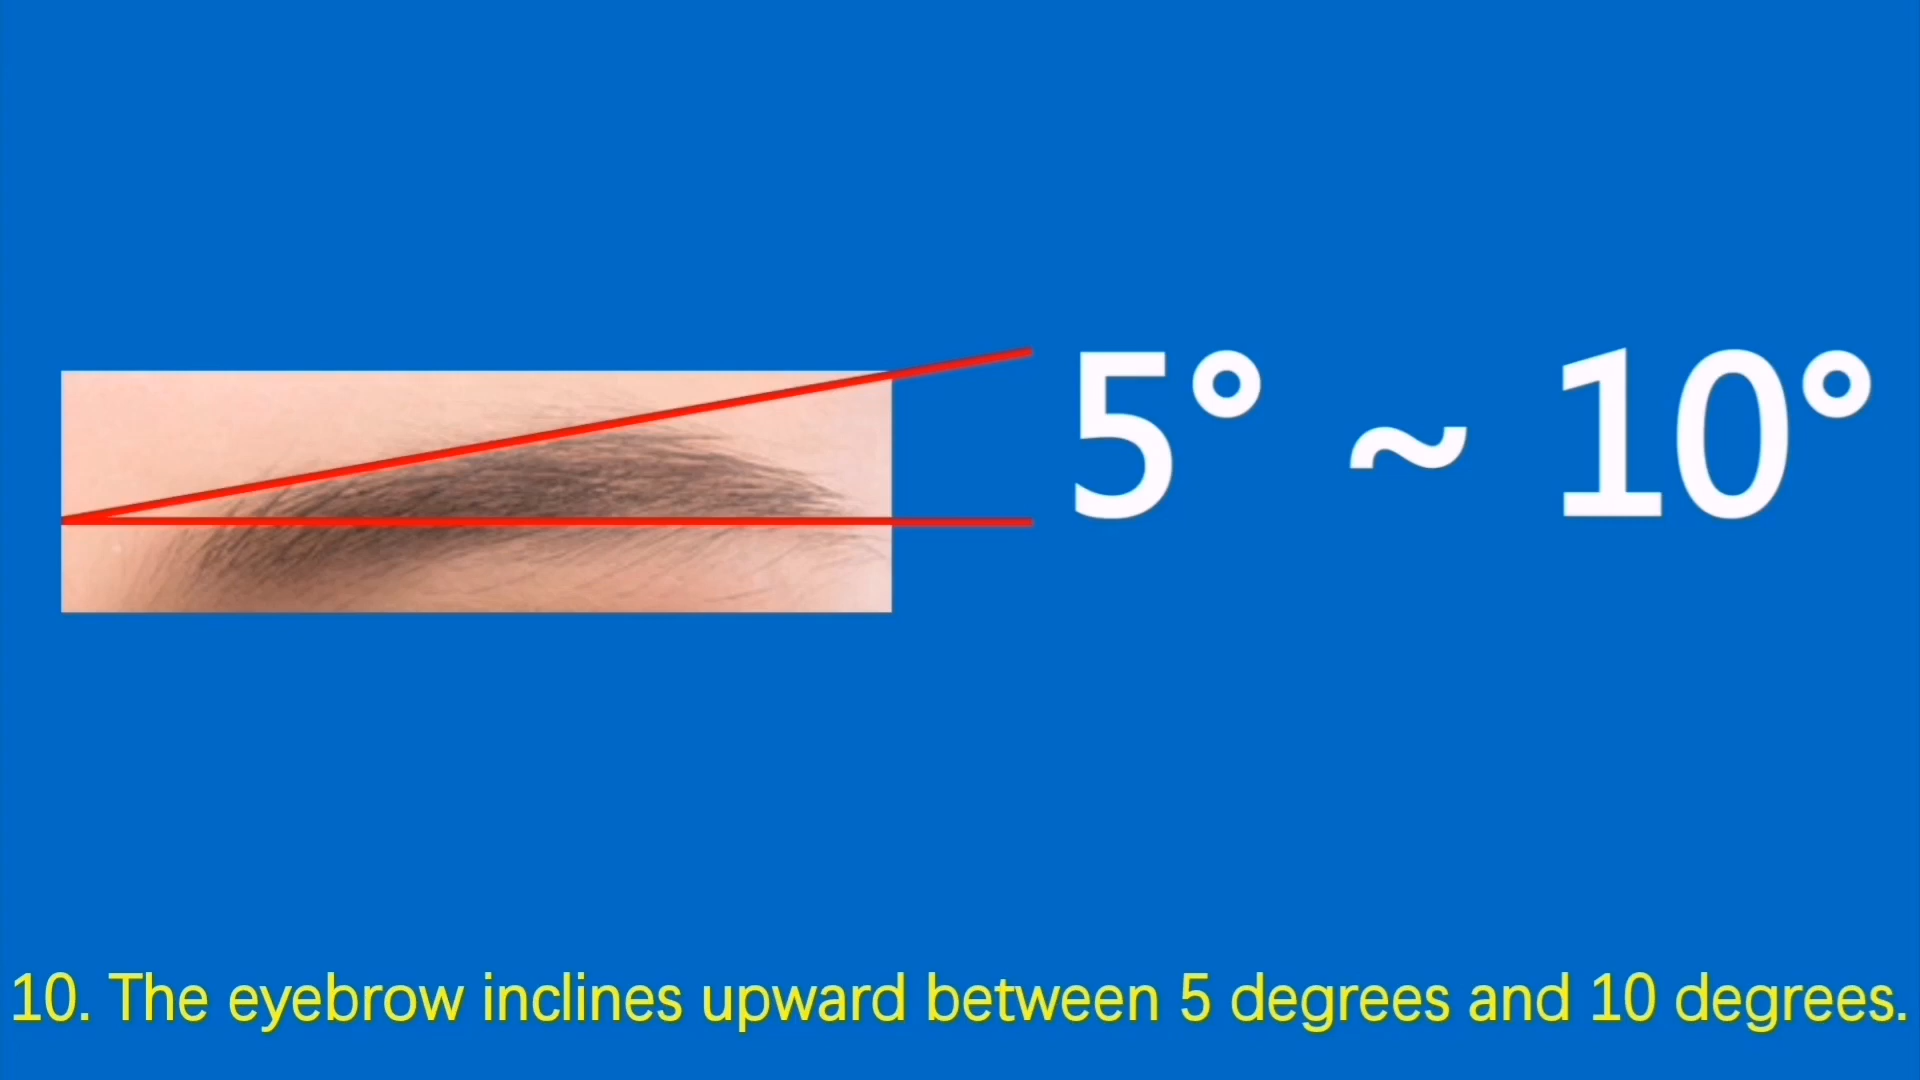 5° ~ 10°
10. The eyebrow inclines upward between 5 degrees and 10 degrees.